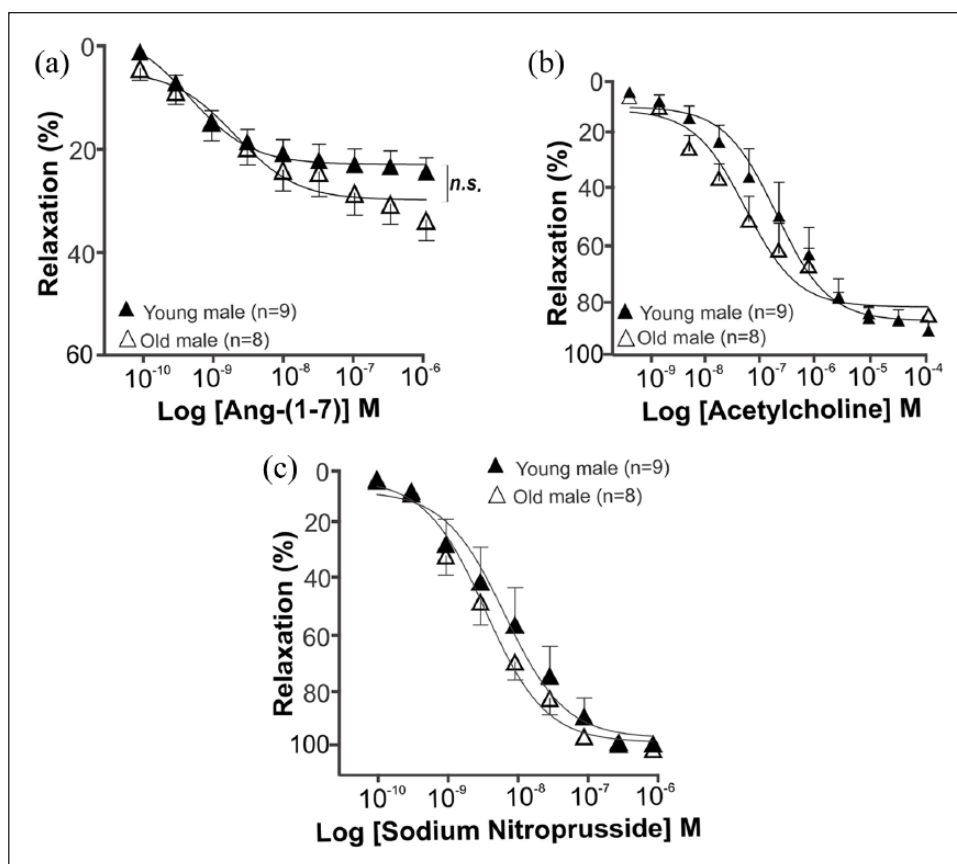 (a)
0
20
40
60
Relaxation (%)
n.s.
Young male (n=9)
Old male (n=8)
10⁻¹⁰ 10⁻⁹ 10⁻⁸ 10⁻⁷ 10⁻⁶
Log [Ang-(1-7)] M
(b)
0
20
40
60
80
100
Relaxation (%)
Young male (n=9)
Old male (n=8)
10⁻⁹ 10⁻⁸ 10⁻⁷ 10⁻⁶ 10⁻⁵ 10⁻⁴
Log [Acetylcholine] M
(c)
Young male (n=9)
Old male (n=8)
0
20
40
60
80
100
Relaxation (%)
10⁻¹⁰ 10⁻⁹ 10⁻⁸ 10⁻⁷ 10⁻⁶
Log [Sodium Nitroprusside] M